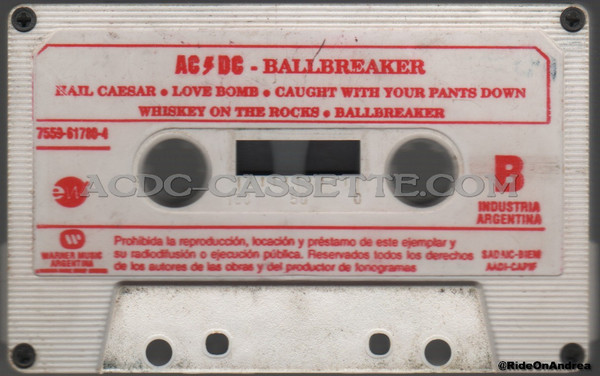 AC⚡DC - BALLBREAKER
HAIL CAESAR • LOVE BOMB • CAUGHT WITH YOUR PANTS DOWN
WHISKEY ON THE ROCKS • BALLBREAKER
7559-61780-4
ew
ACDC-CASSETTE.COM
B
INDUSTRIA
ARGENTINA
WARNER MUSIC
ARGENTINA
Prohibida la reproducción, locación y préstamo de este ejemplar y
su radiodifusión o ejecución pública. Reservados todos los derechos
de los autores de las obras y del productor de fonogramas
SADAIC-BIEM
AADI-CAPIF
@RideOnAndrea